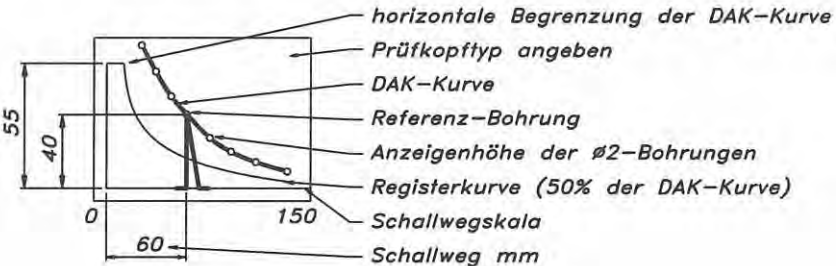 horizontale Begrenzung der DAK-Kurve
Prüfkopftyp angeben
DAK-Kurve
Referenz-Bohrung
Anzeigenhöhe der ø2-Bohrungen
Registerkurve (50% der DAK-Kurve)
Schallwegskala
Schallweg mm
55
40
0
150
60